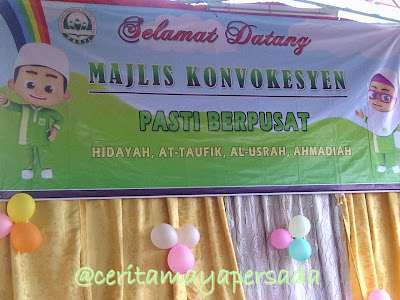 Selamat Datang
MAJLIS KONVOKESYEN
PASTI BERPUSAT
HIDAYAH, AT-TAUFIK, AL-USRAH, AHMADIAH
@ceritamayapersada